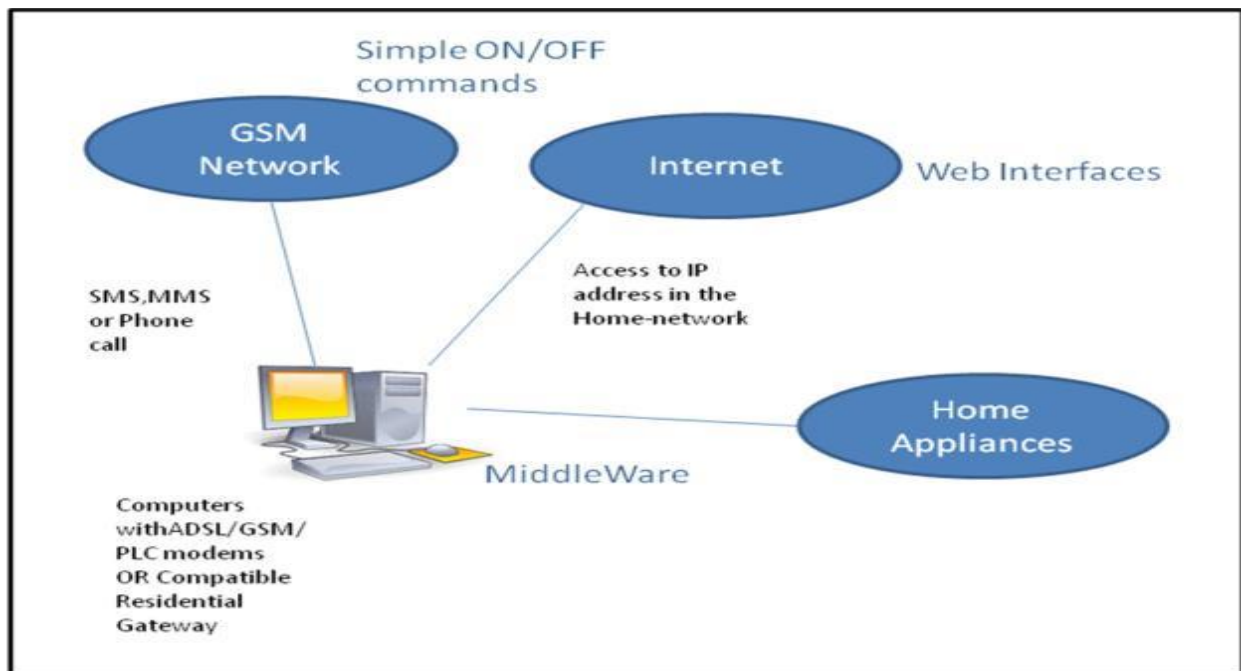 Simple ON/OFF
commands
GSM
Network
Internet
Web Interfaces
SMS,MMS
or Phone
call
Access to IP
address in the
Home-network
Home
Appliances
MiddleWare
Computers
withADSL/GSM/
PLC modems
OR Compatible
Residential
Gateway